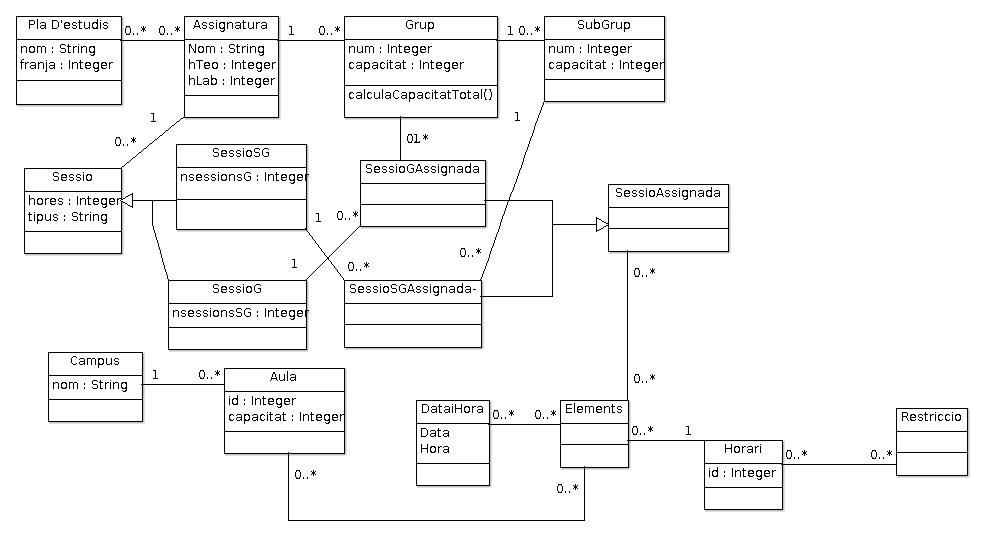 Pla D'estudis
nom : String
franja : Integer
0..*
0..*
Assignatura
Nom : String
hTeo : Integer
hLab : Integer
1
0..*
Grup
num : Integer
capacitat : Integer
calculaCapacitatTotal()
1
0..*
SubGrup
num : Integer
capacitat : Integer
1
0..*
1
Sessio
hores : Integer
tipus : String
SessioSG
nsessionsG : Integer
SessioGAssignada
SessioAssignada
1
0..*
0..*
1
0..*
0..*
SessioG
nsessionsSG : Integer
SessioSGAssignada-
Campus
nom : String
1
0..*
Aula
id : Integer
capacitat : Integer
0..*
DataiHora
Data
Hora
0..*
0..*
0..*
Elements
0..*
1
0..*
Horari
id : Integer
0..*
0..*
Restriccio